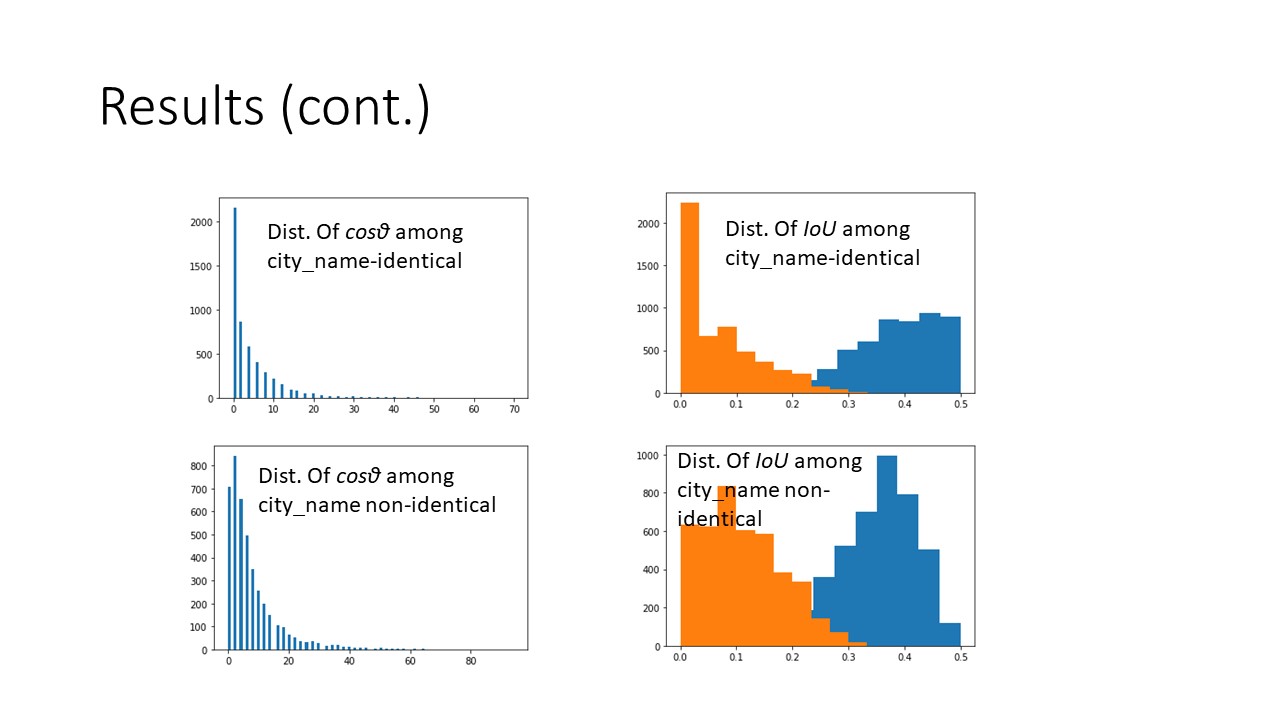 Results (cont.)
Dist. Of cosϑ among
city_name-identical
2000
1500
1000
500
0
0 10 20 30 40 50 60 70
Dist. Of IoU among
city_name-identical
2000
1500
1000
500
0
0.0 0.1 0.2 0.3 0.4 0.5
Dist. Of cosϑ among
city_name non-identical
800
700
600
500
400
300
200
100
0
0 20 40 60 80
Dist. Of IoU among
city_name non-
identical
1000
800
600
400
200
0
0.0 0.1 0.2 0.3 0.4 0.5